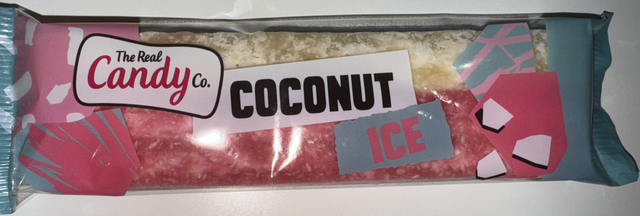 The Real
Candy Co.
COCONUT
ICE